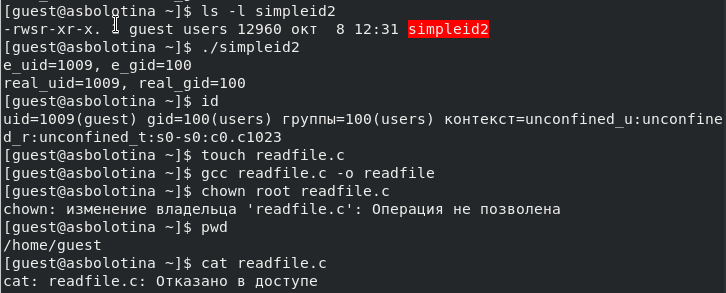 [guest@asbolotina ~]$ ls -l simpleid2
-rwsr-xr-x. guest users 12960 окт  8 12:31 simpleid2
[guest@asbolotina ~]$ ./simpleid2
e_uid=1009, e_gid=100
real_uid=1009, real_gid=100
[guest@asbolotina ~]$ id
uid=1009(guest) gid=100(users) группы=100(users) контекст=unconfined_u:unconfine
d_r:unconfined_t:s0-s0:c0.c1023
[guest@asbolotina ~]$ touch readfile.c
[guest@asbolotina ~]$ gcc readfile.c -o readfile
[guest@asbolotina ~]$ chown root readfile.c
chown: изменение владельца 'readfile.c': Операция не позволена
[guest@asbolotina ~]$ pwd
/home/guest
[guest@asbolotina ~]$ cat readfile.c
cat: readfile.c: Отказано в доступе